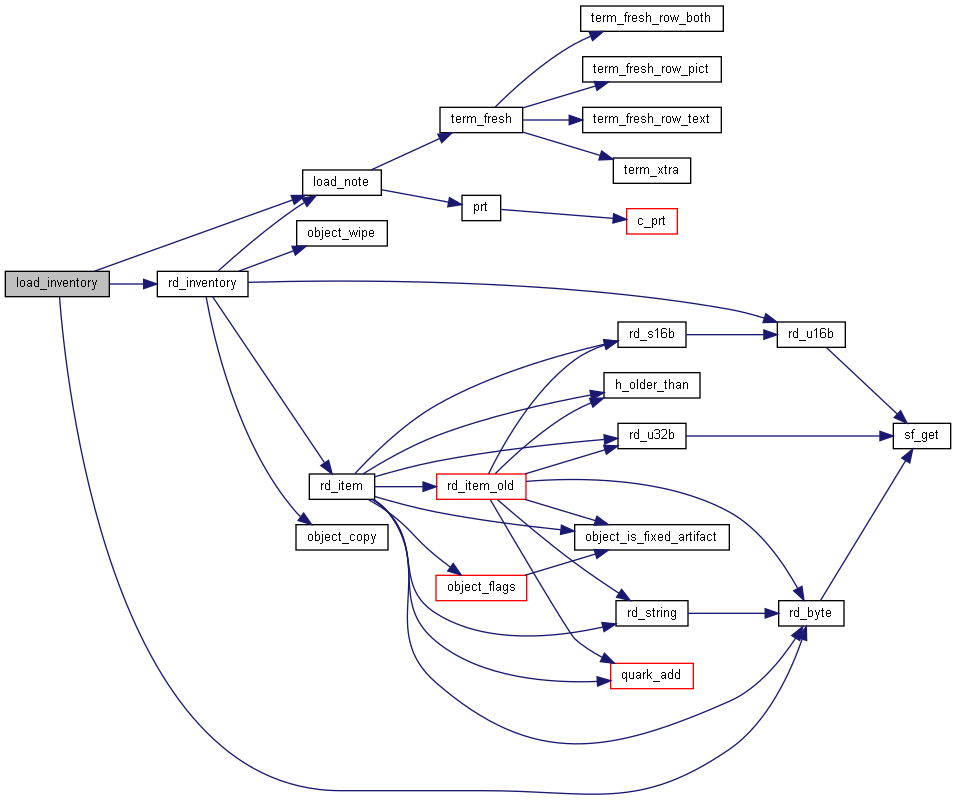 term_fresh_row_both
term_fresh_row_pict
term_fresh
term_fresh_row_text
term_xtra
load_note
prt
c_prt
object_wipe
load_inventory
rd_inventory
rd_s16b
rd_u16b
h_older_than
rd_u32b
sf_get
rd_item
rd_item_old
object_copy
object_is_fixed_artifact
object_flags
rd_string
rd_byte
quark_add